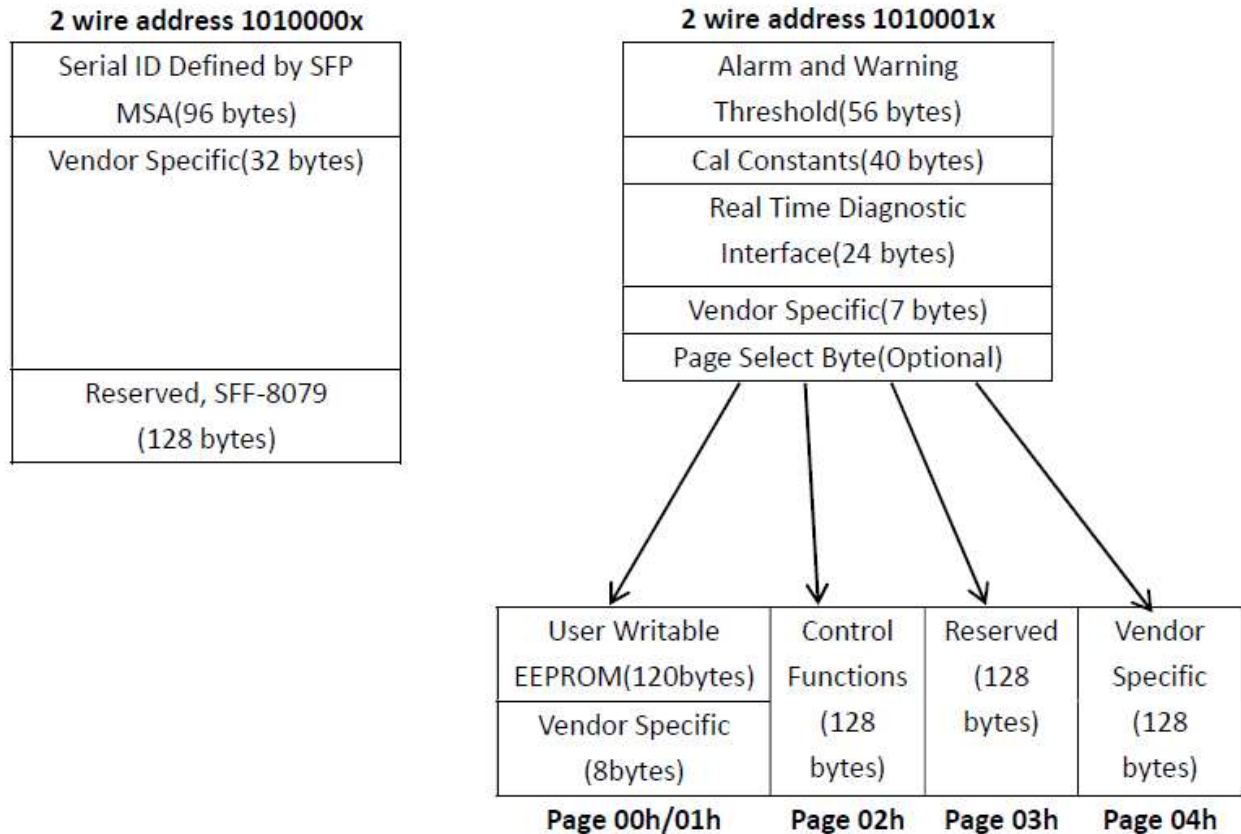 2 wire address 1010000x
Serial ID Defined by SFP
MSA(96 bytes)
Vendor Specific(32 bytes)
Reserved, SFF-8079
(128 bytes)
2 wire address 1010001x
Alarm and Warning
Threshold(56 bytes)
Cal Constants(40 bytes)
Real Time Diagnostic
Interface(24 bytes)
Vendor Specific(7 bytes)
Page Select Byte(Optional)
User Writable
EEPROM(120bytes)
Vendor Specific
(8bytes)
Page 00h/01h
Control
Functions
(128
bytes)
Page 02h
Reserved
(128
bytes)
Page 03h
Vendor
Specific
(128
bytes)
Page 04h